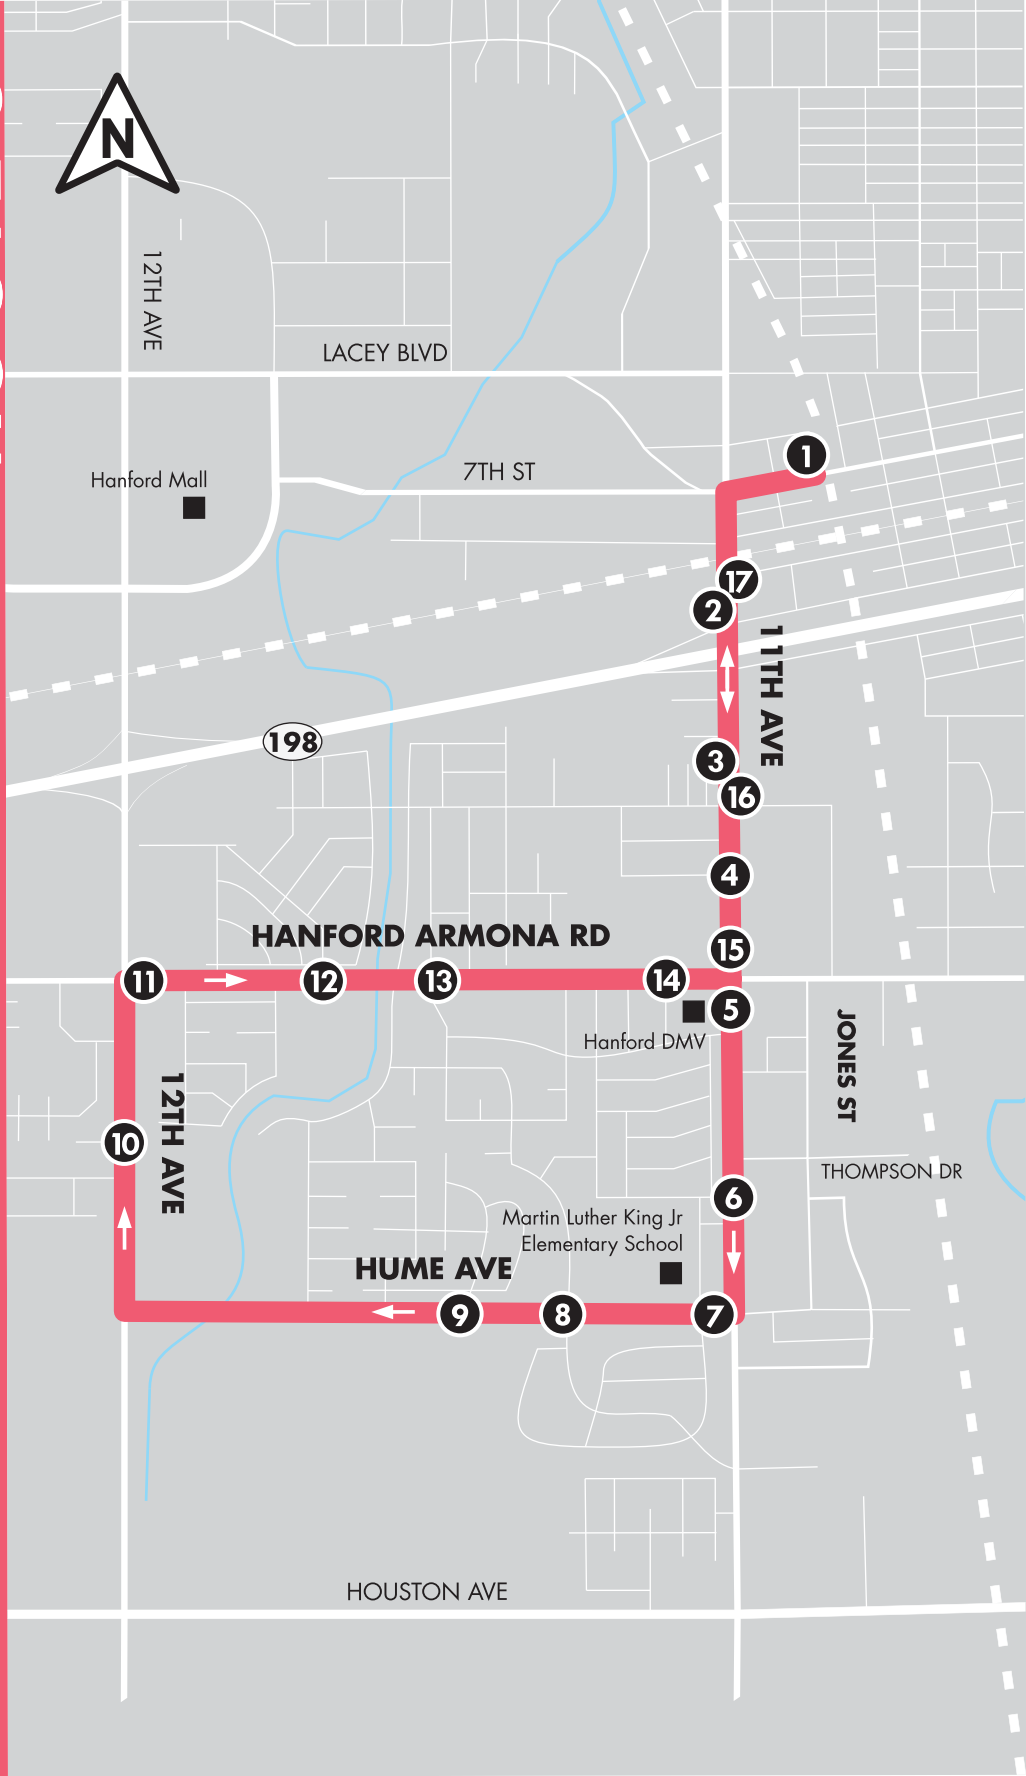 N
12TH AVE
LACEY BLVD
1
7TH ST
Hanford Mall
17
2
11TH AVE
198
3
16
4
HANFORD ARMONA RD
15
11
12
13
14
5
Hanford DMV
JONES ST
12TH AVE
10
THOMPSON DR
6
Martin Luther King Jr
Elementary School
HUME AVE
9
8
7
HOUSTON AVE